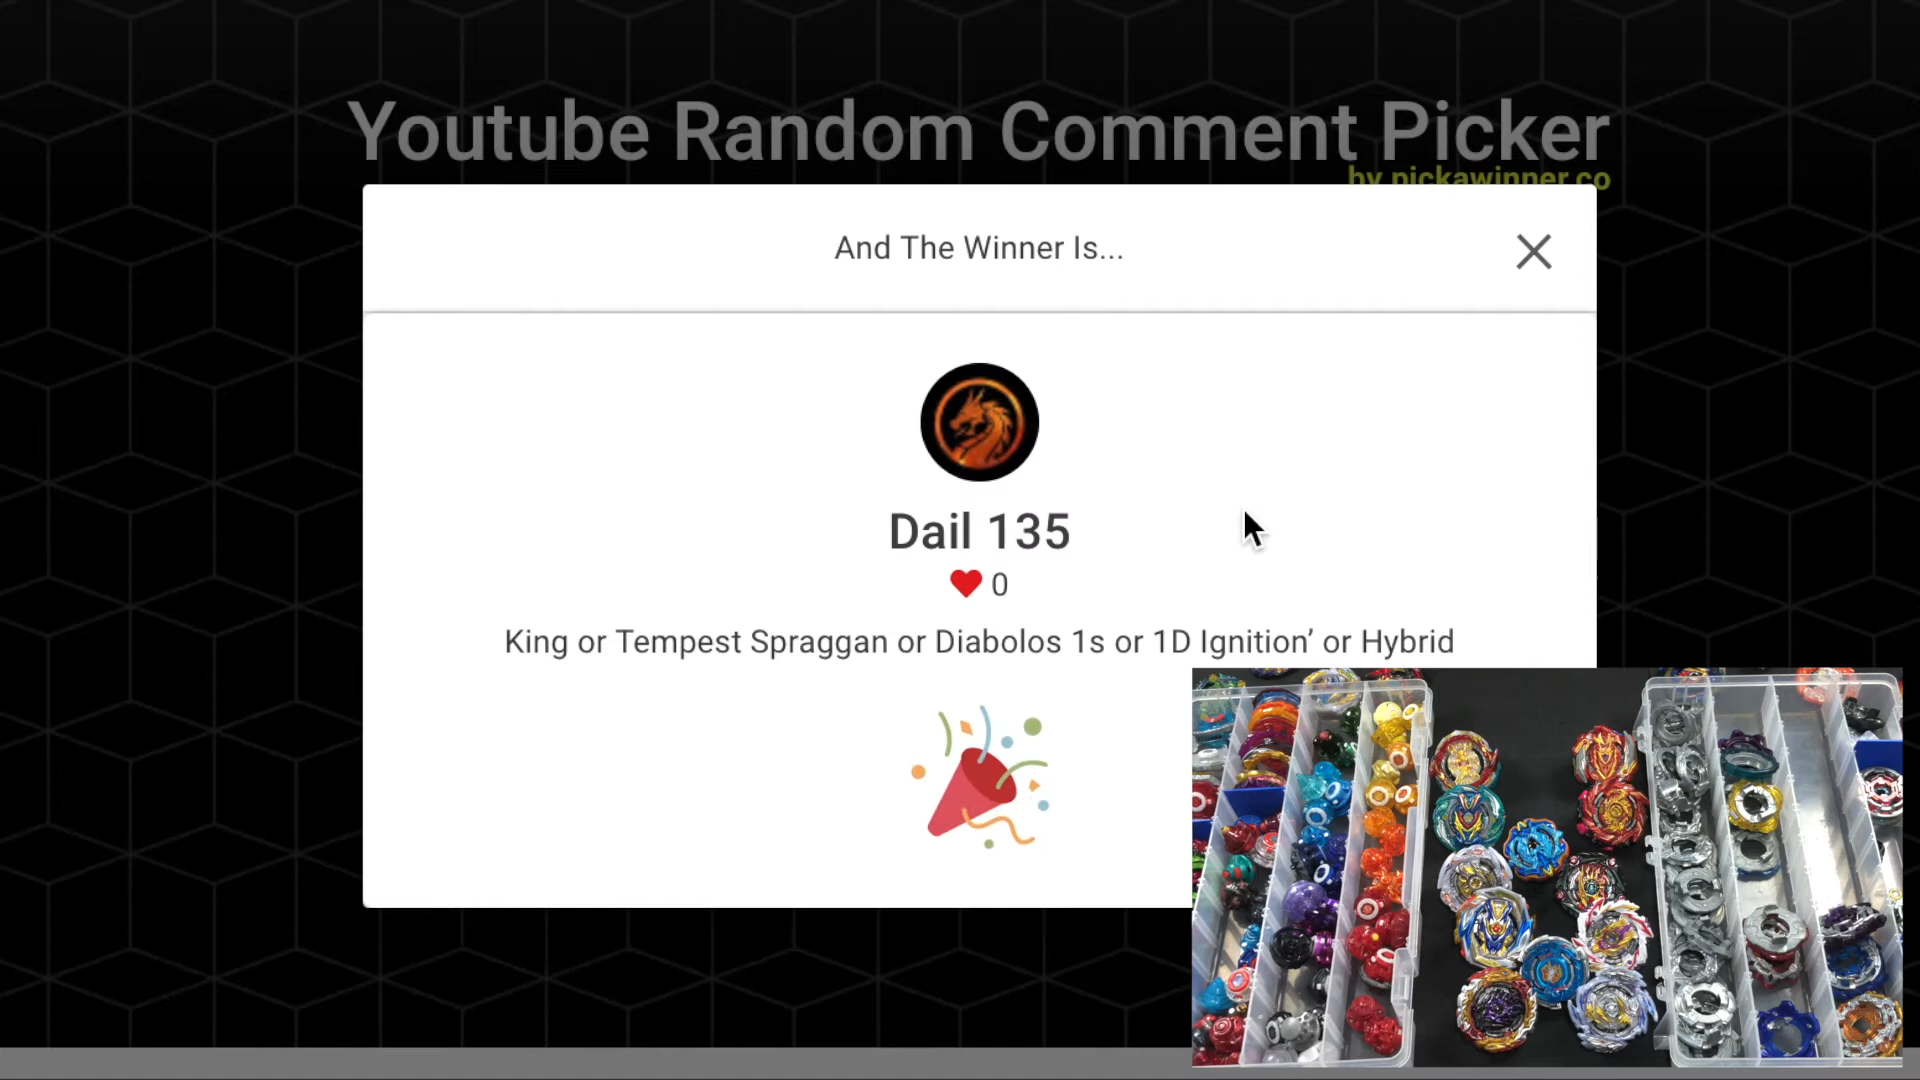 Youtube Random Comment Picker
by pickawinner.co
And The Winner Is...
Dail 135
0
King or Tempest Spraggan or Diabolos 1s or 1D Ignition’ or Hybrid